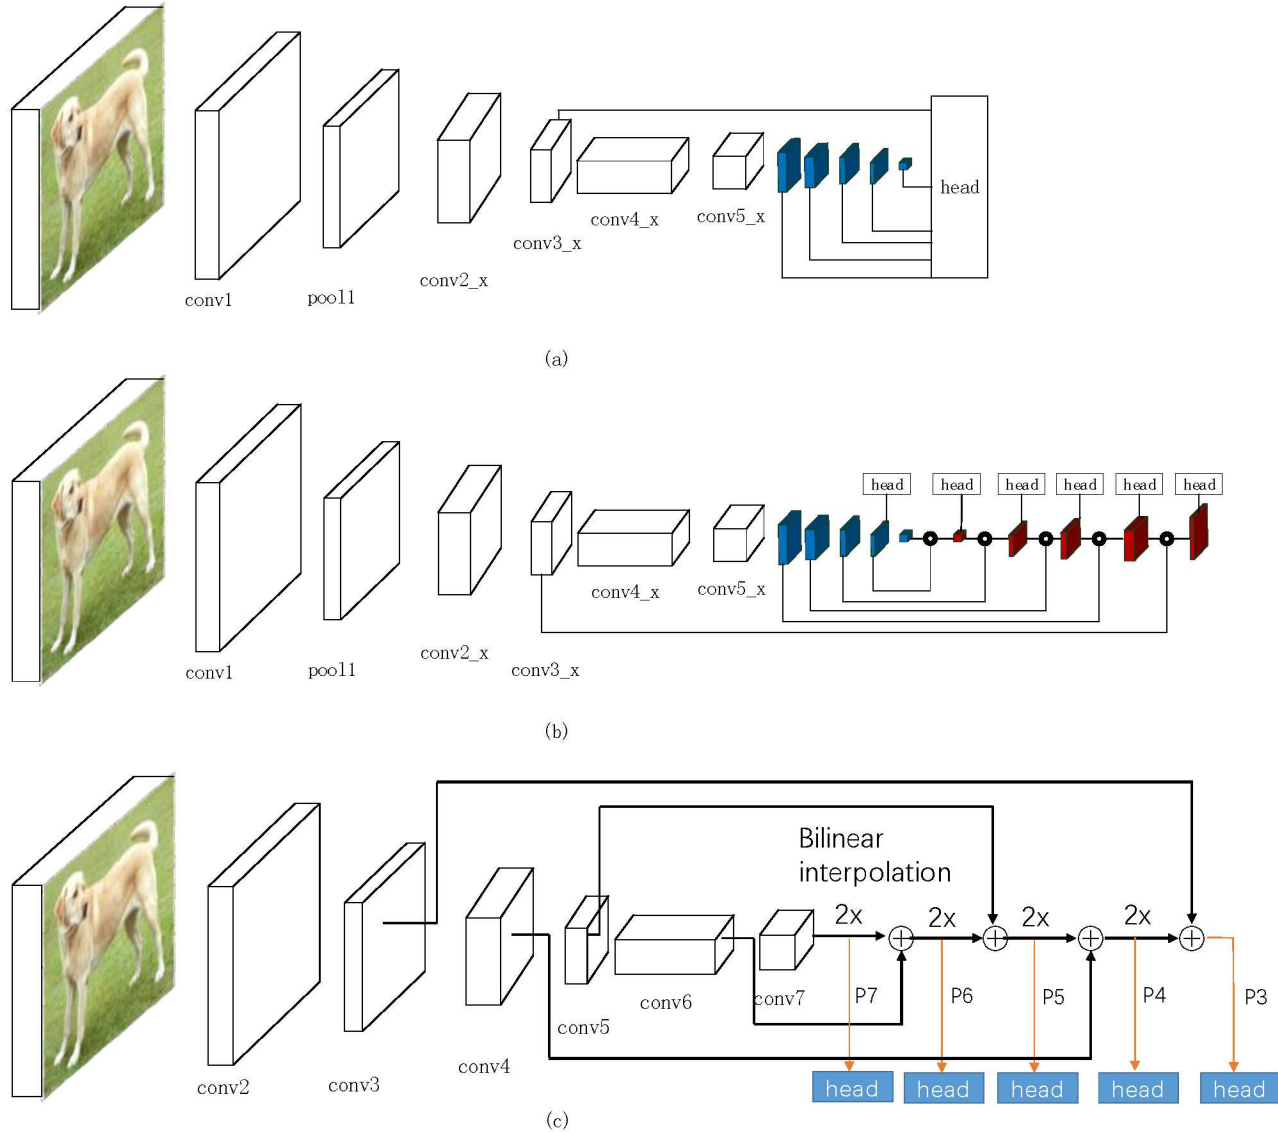 head
conv4_x
conv5_x
conv3_x
conv2_x
conv1
pool1
(a)
head
head
head
head
head
head
conv4_x
conv5_x
conv2_x
conv3_x
conv1
pool1
(b)
Bilinear
interpolation
2x
2x
2x
2x
P7
P6
P5
P4
P3
conv6
conv7
conv5
conv4
conv3
conv2
head
head
head
head
head
(c)